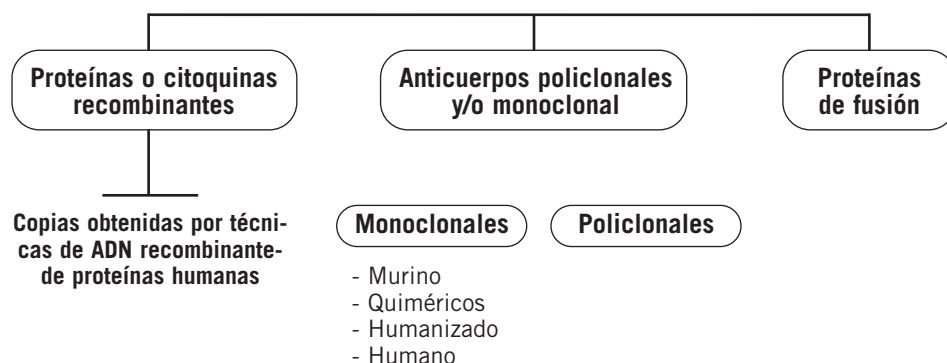 Proteínas o citoquinas
recombinantes
Anticuerpos policlonales
y/o monoclonal
Proteínas
de fusión
Copias obtenidas por técni-
cas de ADN recombinante-
de proteínas humanas
Monoclonales
Policlonales
- Murino
- Quiméricos
- Humanizado
- Humano